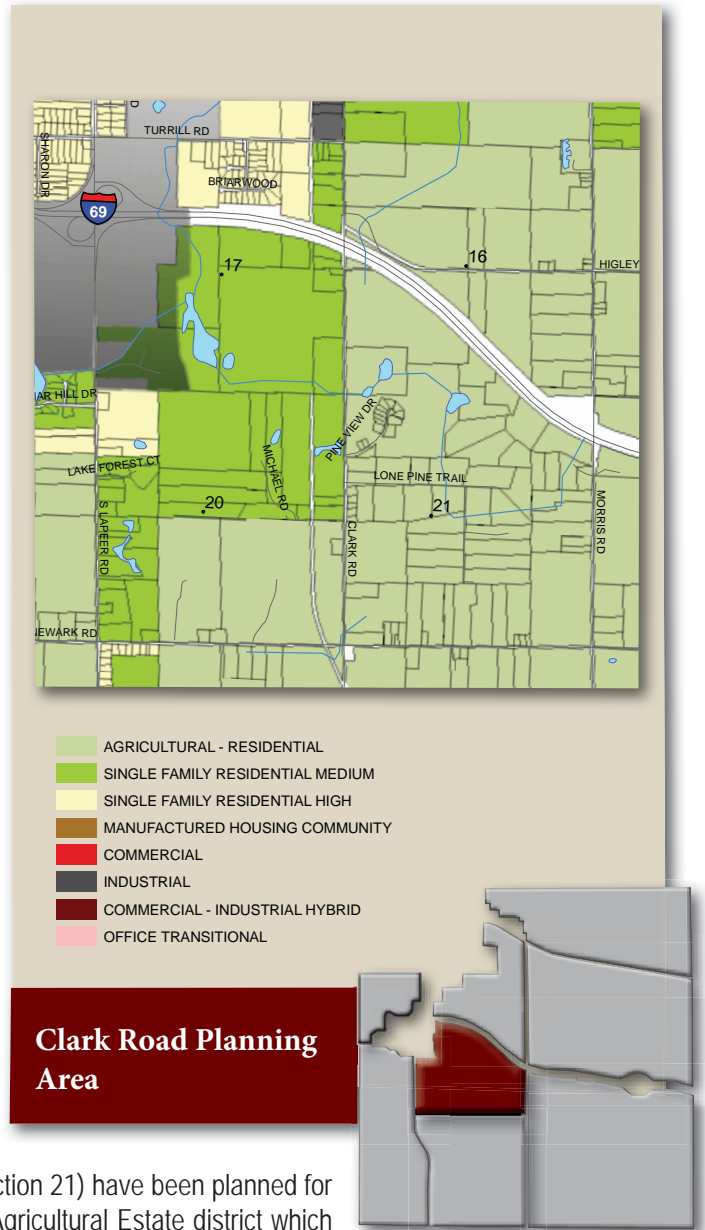 D
TURRILL RD
SHARON DR
BRIARWOOD
69
17
16
HIGLEY
AR HILL DR
LAKE FOREST CT
MICHAEL RD
PINE VIEW DR
LONE PINE TRAIL
20
21
S LAPEER RD
CLARK RD
MORRIS RD
NEWARK RD
AGRICULTURAL - RESIDENTIAL
SINGLE FAMILY RESIDENTIAL MEDIUM
SINGLE FAMILY RESIDENTIAL HIGH
MANUFACTURED HOUSING COMMUNITY
COMMERCIAL
INDUSTRIAL
COMMERCIAL - INDUSTRIAL HYBRID
OFFICE TRANSITIONAL
Clark Road Planning
Area
ction 21) have been planned for
Agricultural Estate district which